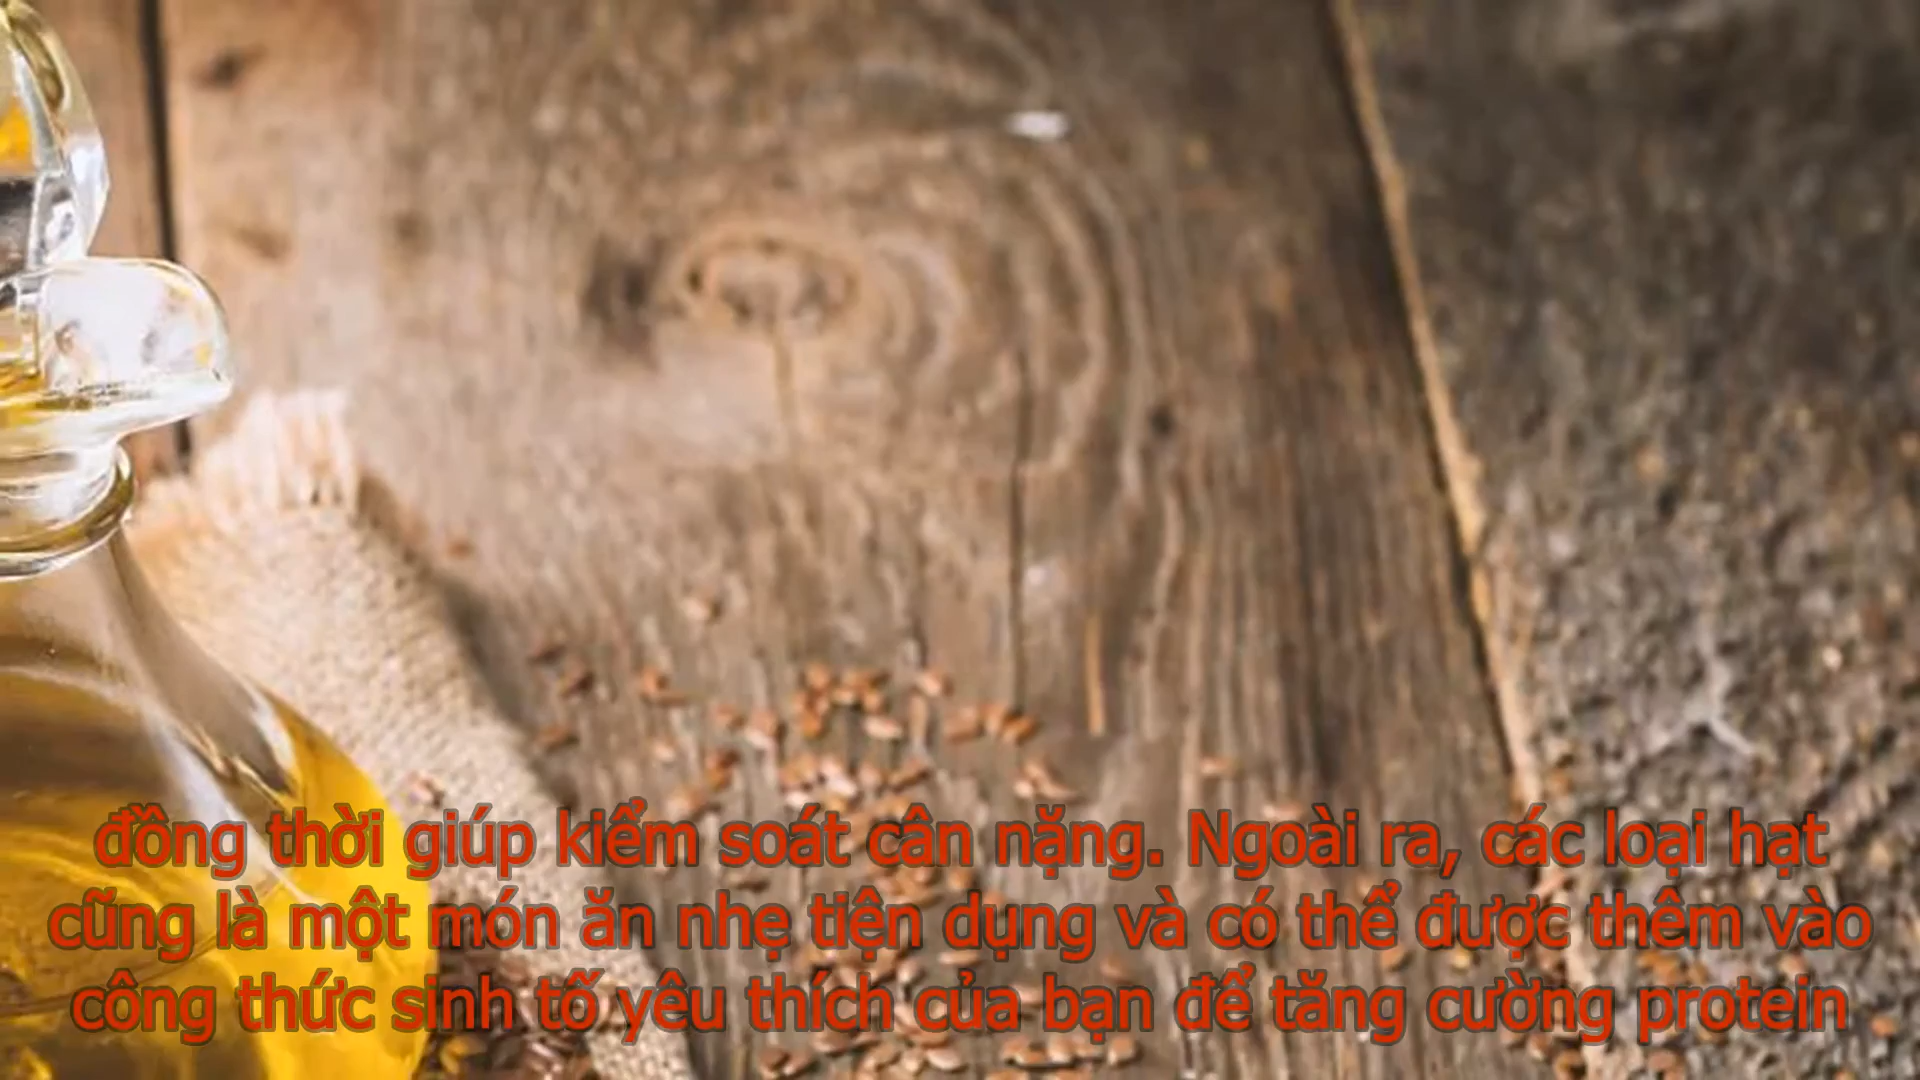 đồng thời giúp kiểm soát cân nặng. Ngoài ra, các loại hạt
cũng là một món ăn nhẹ tiện dụng và có thể được thêm vào
công thức sinh tố yêu thích của bạn để tăng cường protein